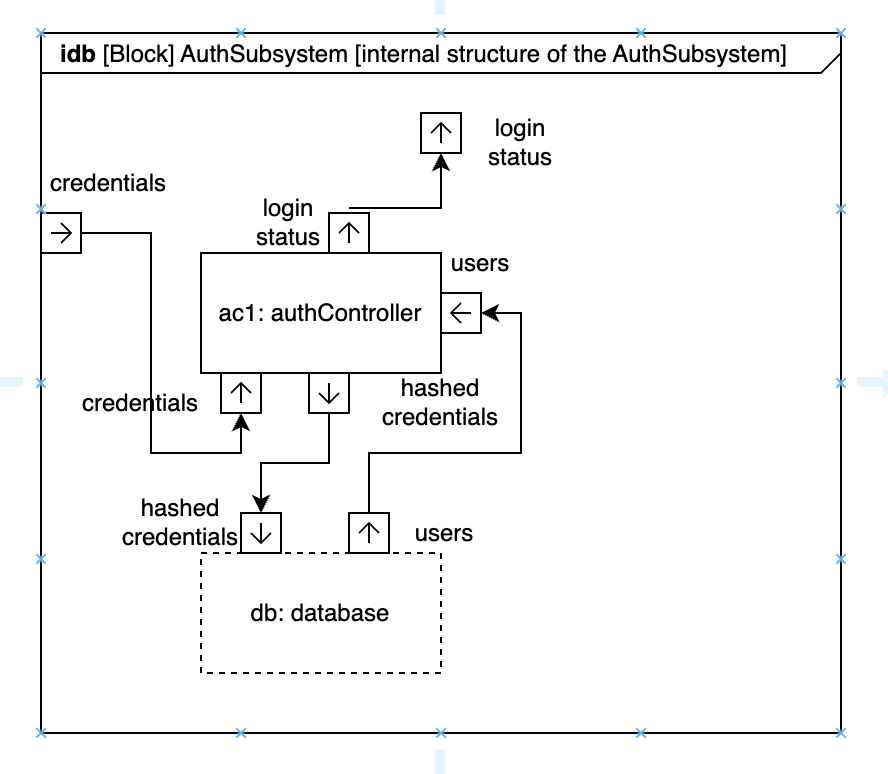 idb [Block] AuthSubsystem [internal structure of the AuthSubsystem]
login
status
credentials
login
status
users
ac1: authController
credentials
hashed
credentials
hashed
credentials
users
db: database